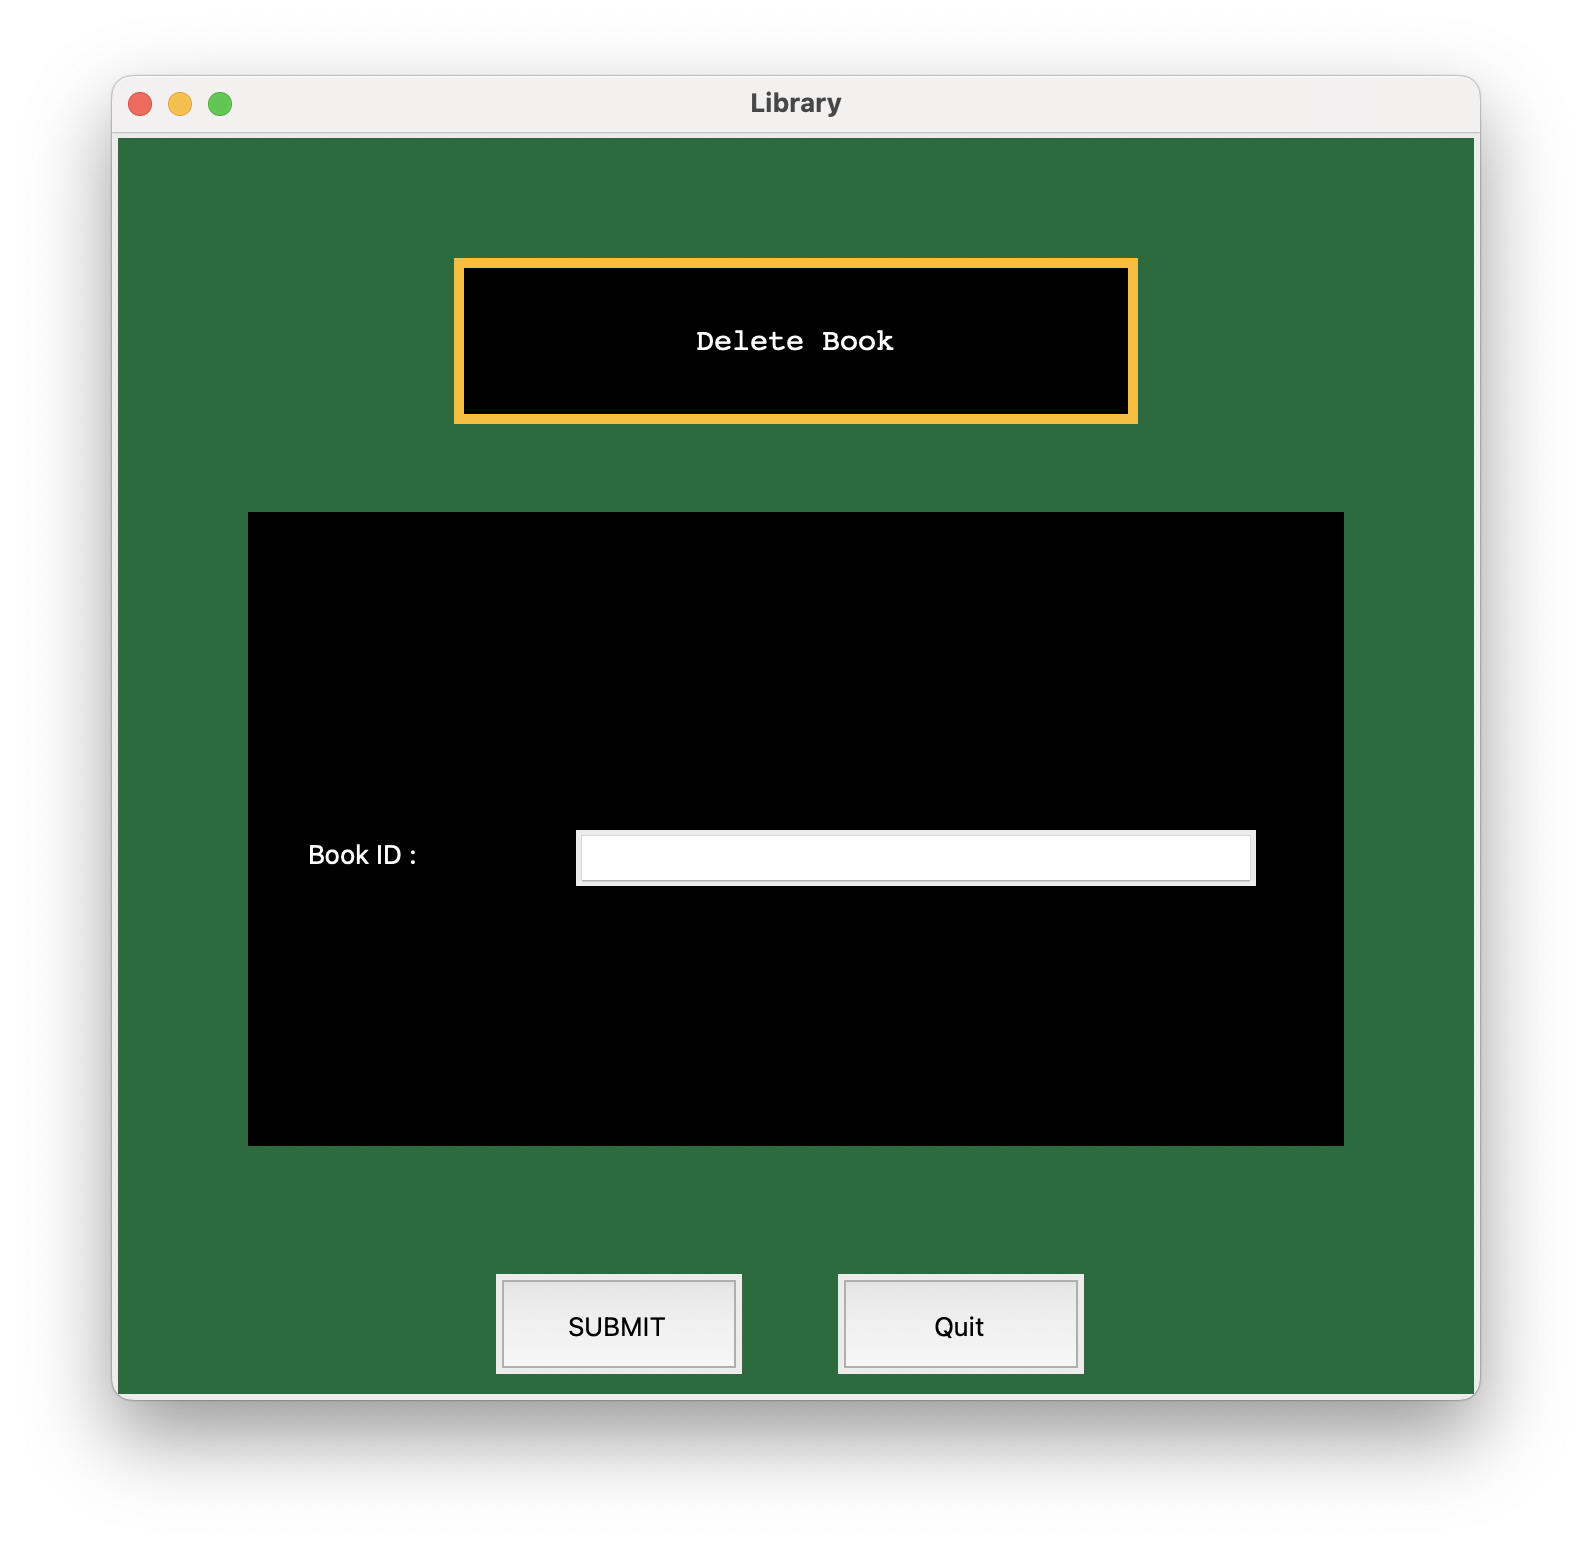 Library
Delete Book
Book ID :
SUBMIT
Quit